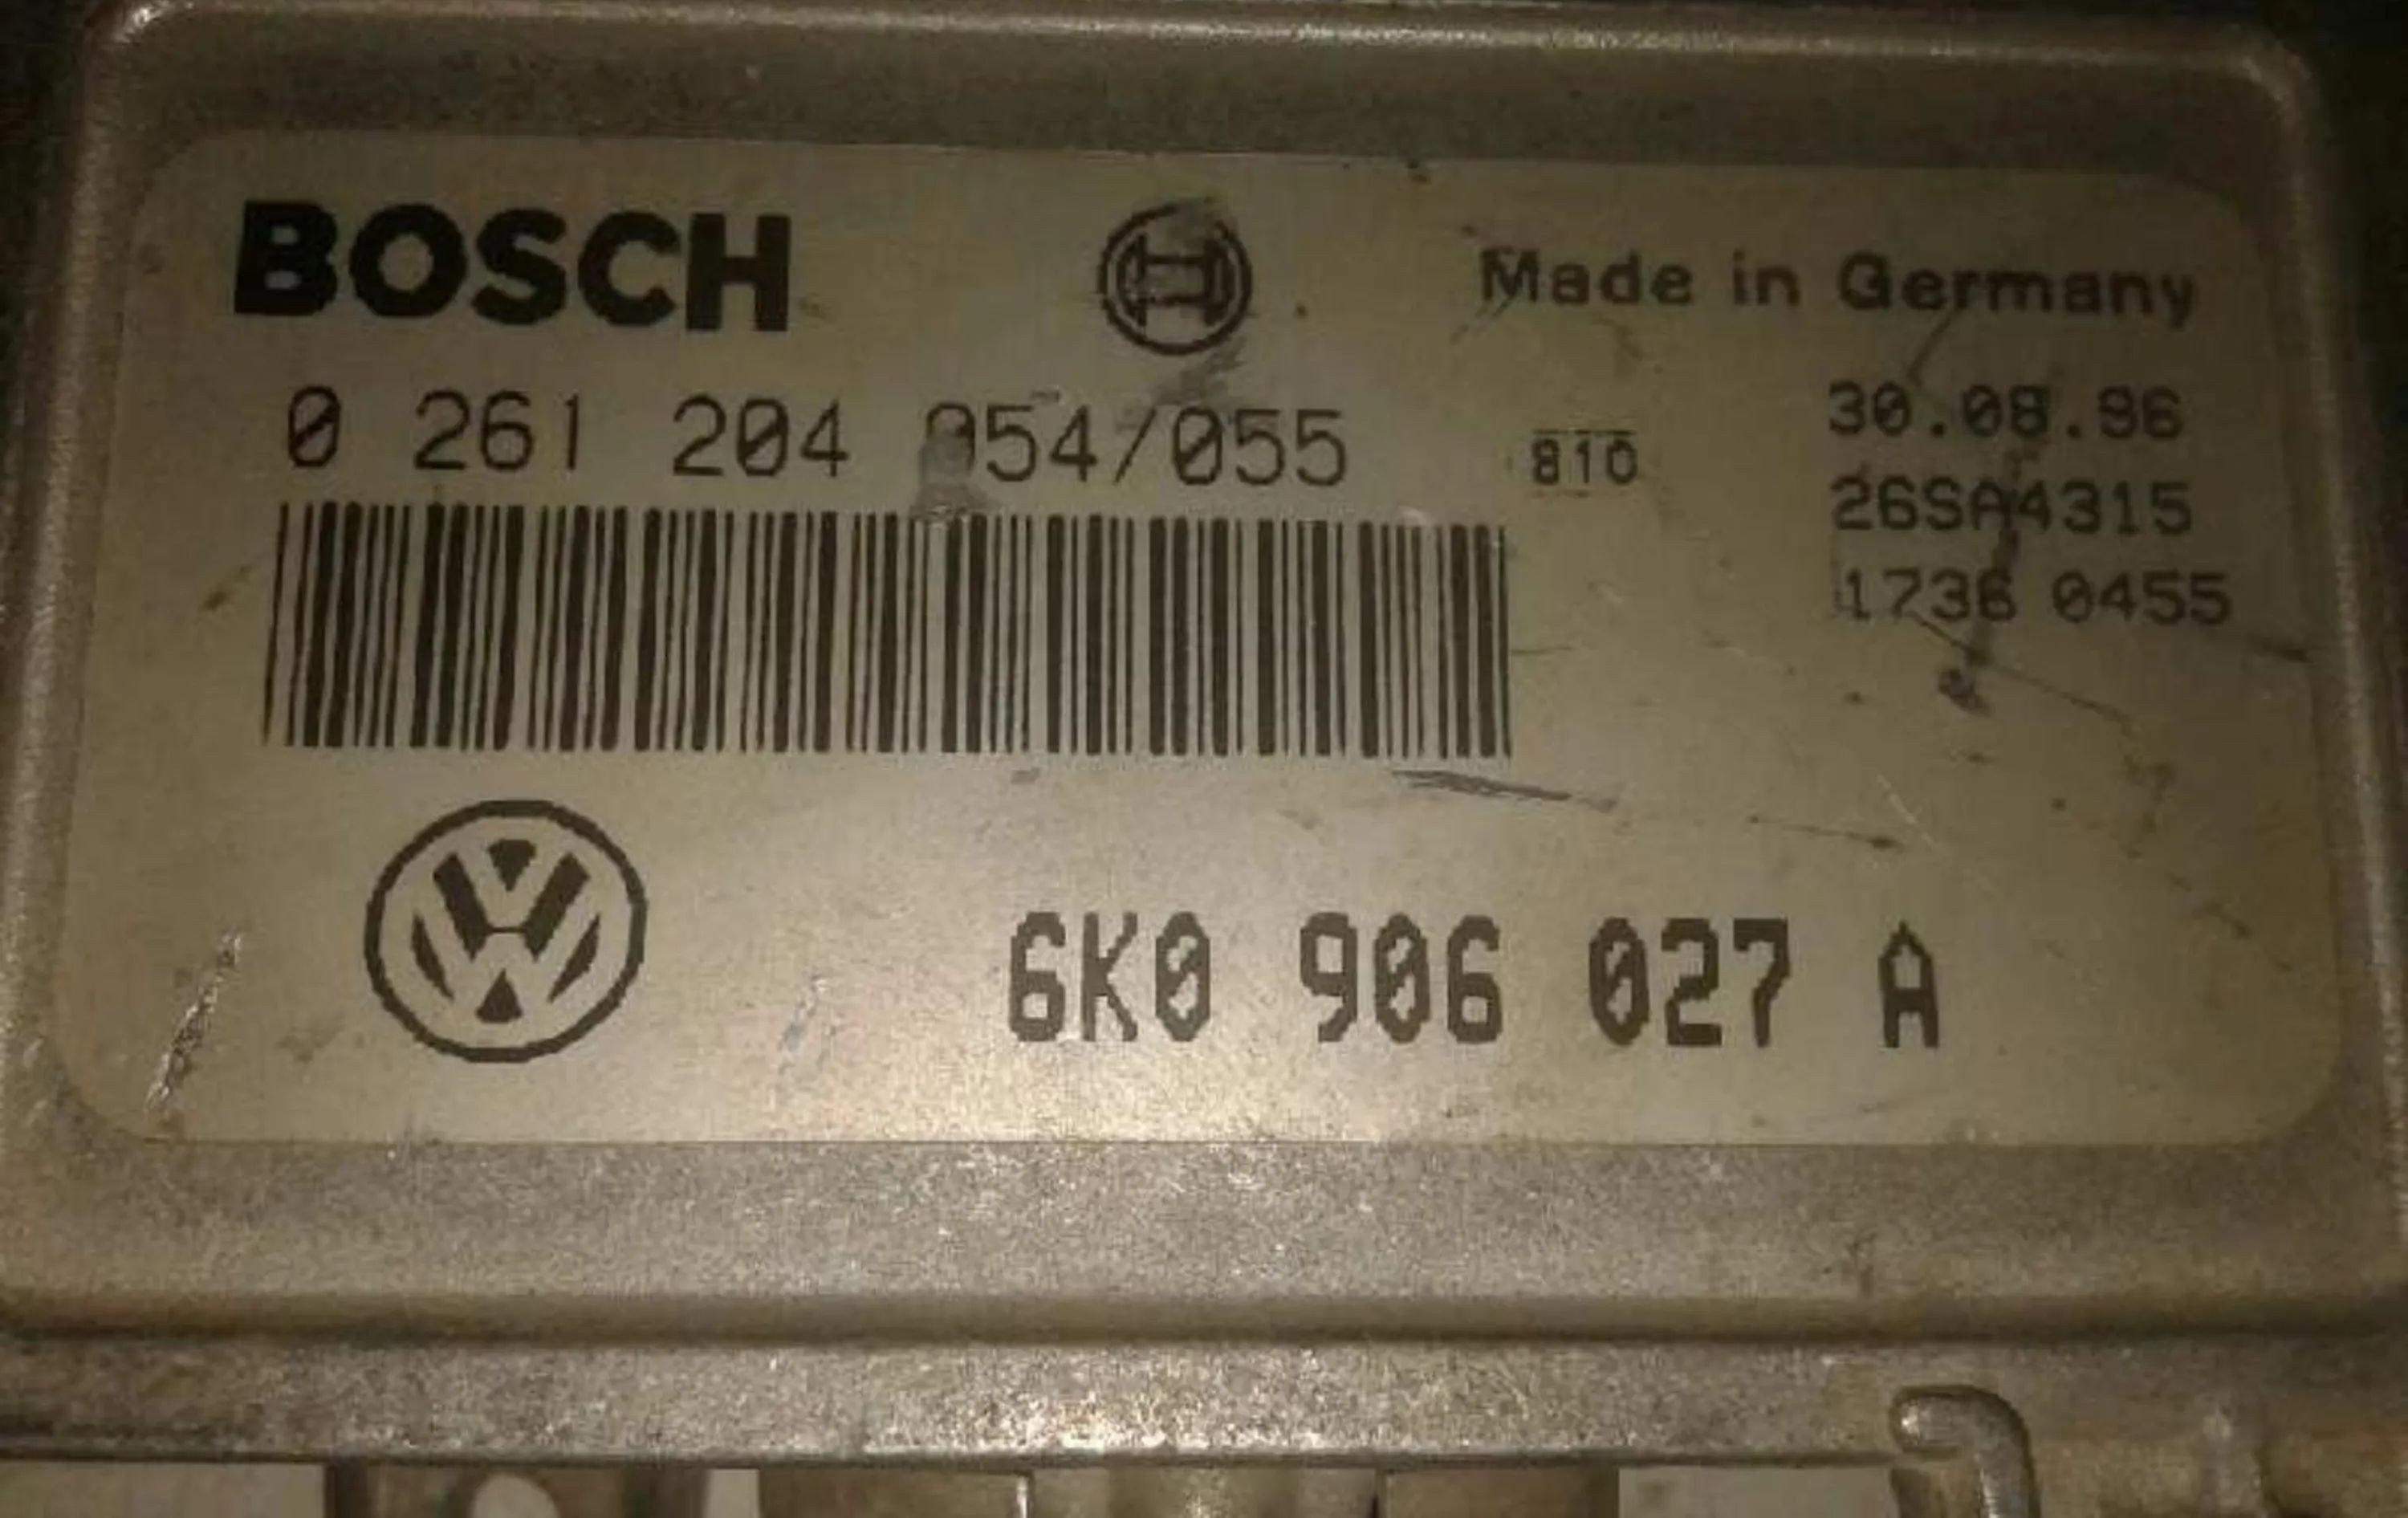 BOSCH
Made in Germany
0 261 204 054/055
810
30.08.96
26SA4315
1736 0455
6K0 906 027 A